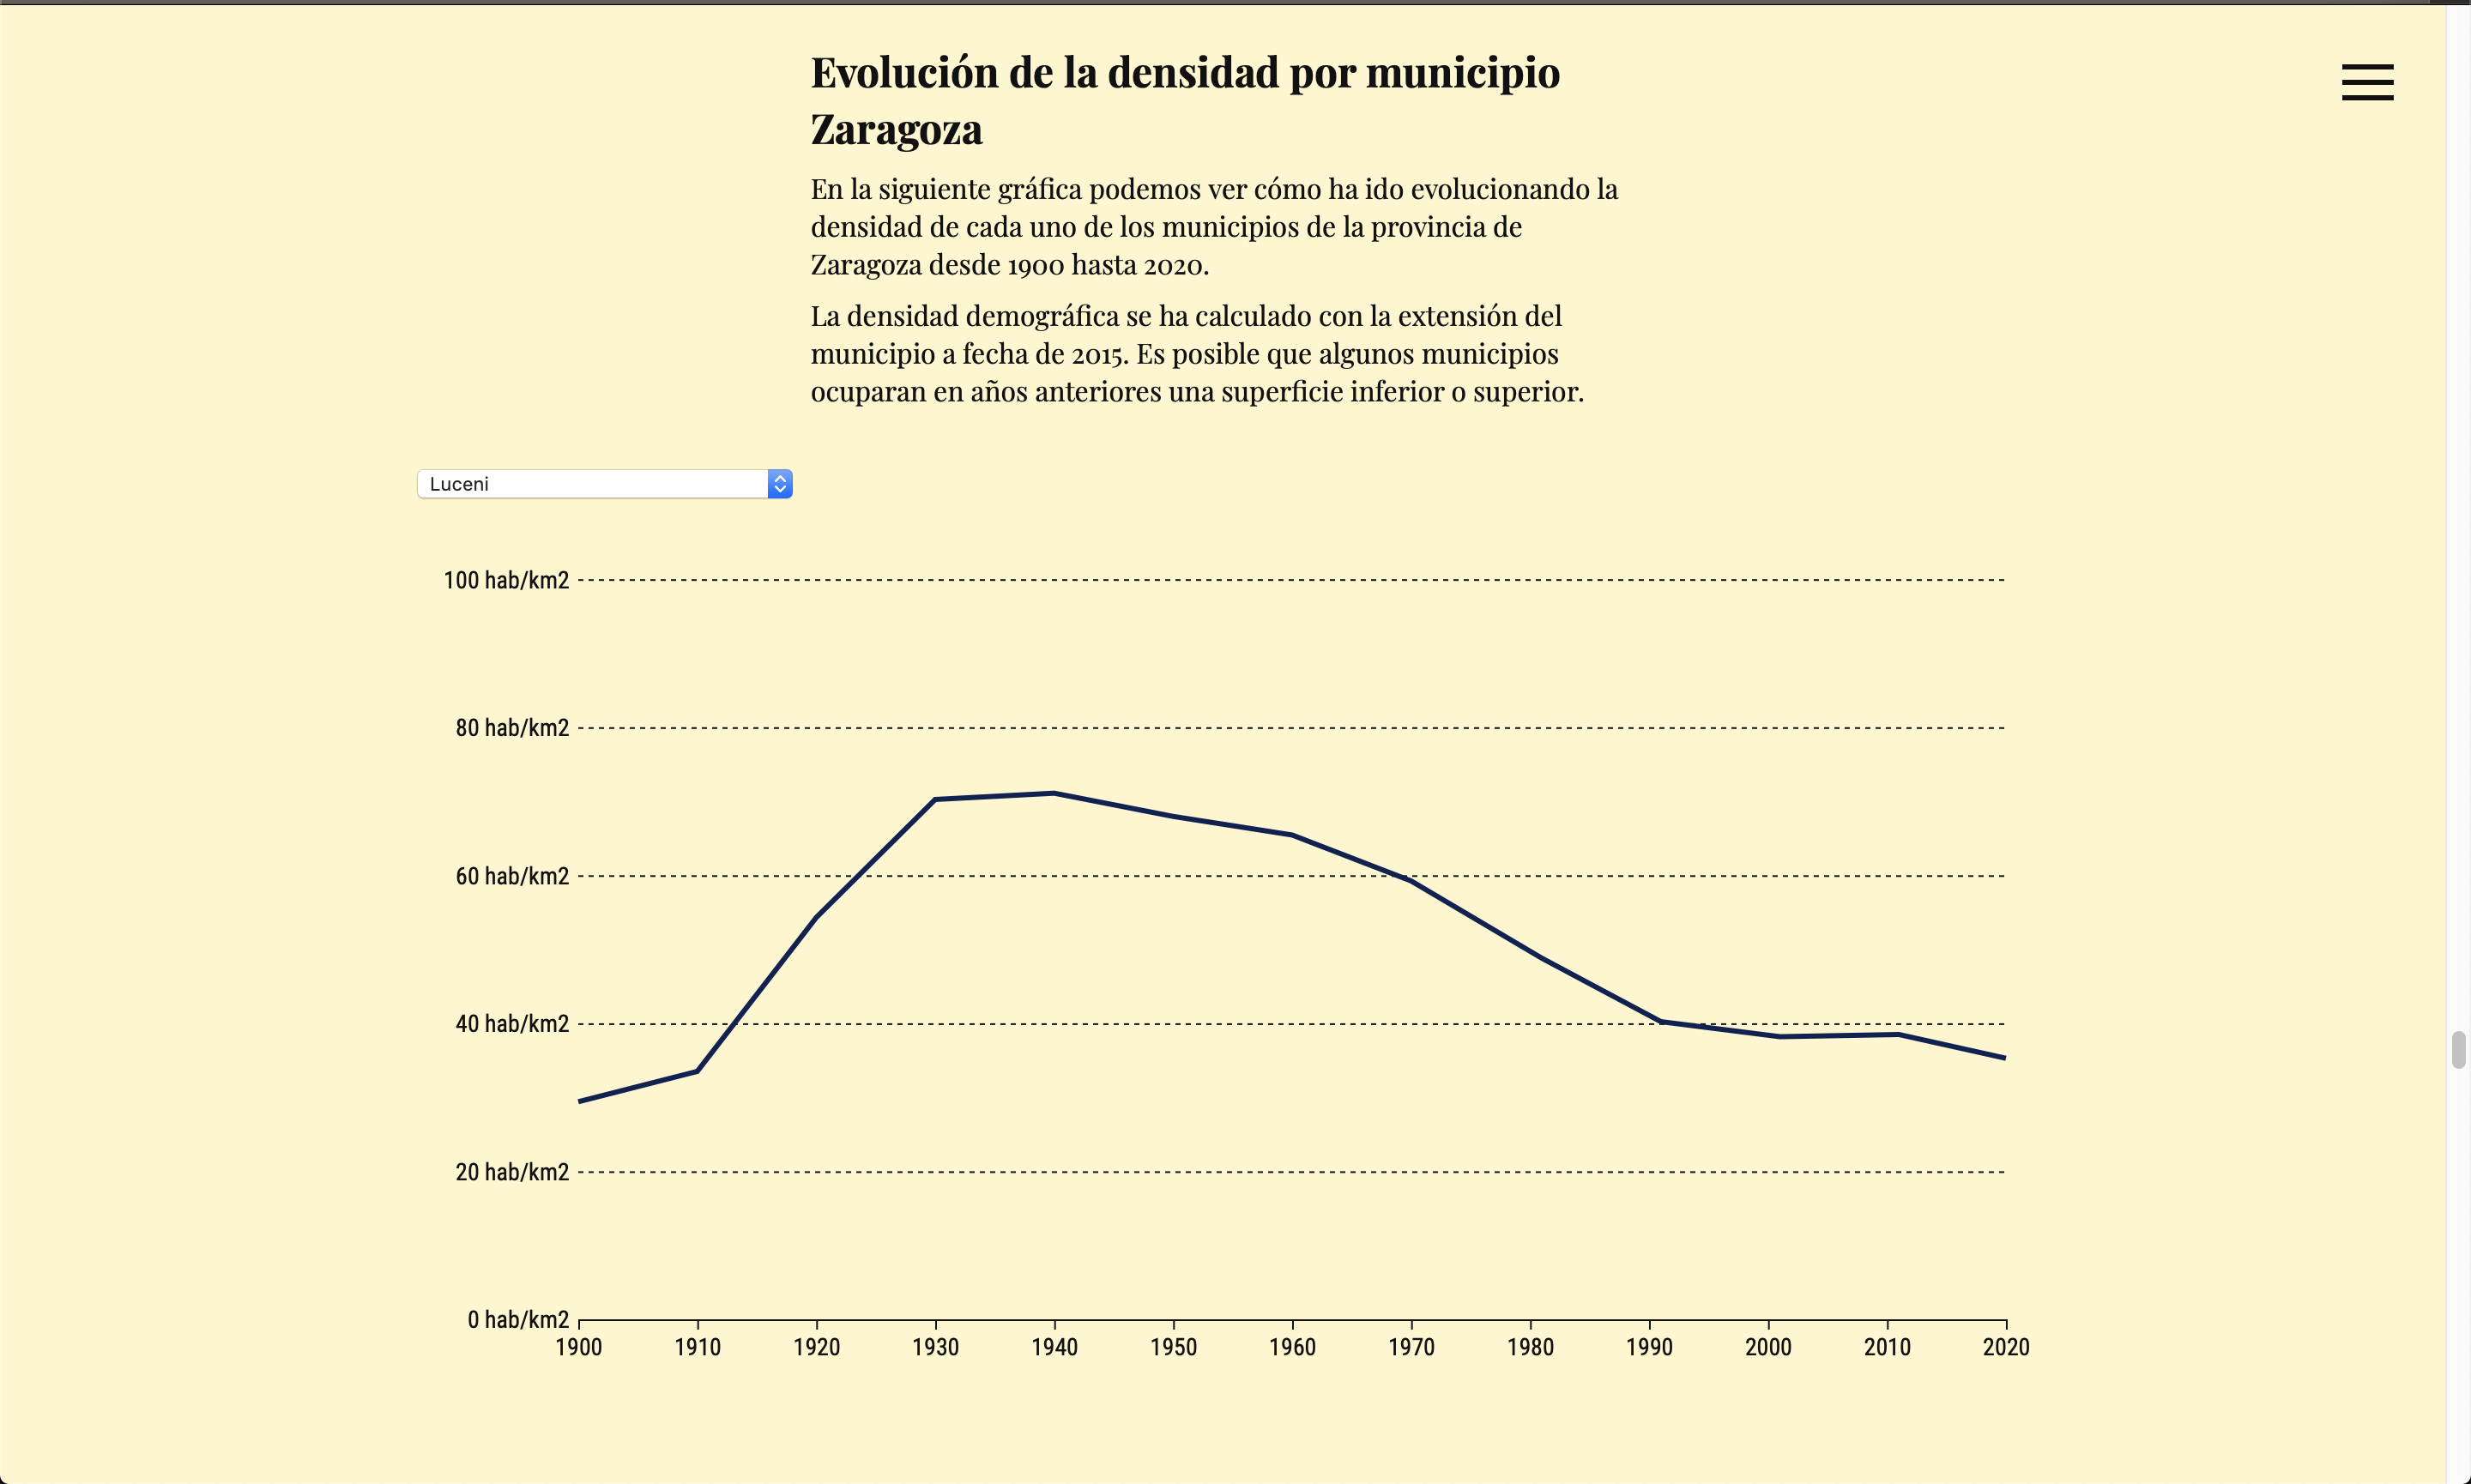 Evolución de la densidad por municipio
Zaragoza
En la siguiente gráfica podemos ver cómo ha ido evolucionando la
densidad de cada uno de los municipios de la provincia de
Zaragoza desde 1900 hasta 2020.
La densidad demográfica se ha calculado con la extensión del
municipio a fecha de 2015. Es posible que algunos municipios
ocuparan en años anteriores una superficie inferior o superior.
Luceni
100 hab/km2
80 hab/km2
60 hab/km2
40 hab/km2
20 hab/km2
0 hab/km2
1900 1910 1920 1930 1940 1950 1960 1970 1980 1990 2000 2010 2020